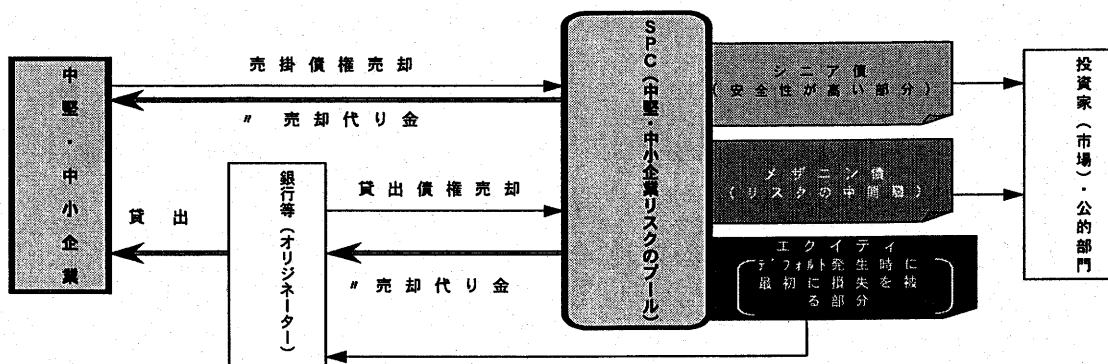 中堅・中小企業
売掛債権売却
〃 売却代り金
貸出
銀行等(オリジネーター)
貸出債権売却
〃 売却代り金
SPC(中堅・中小企業リスクのプール)
シニア債
(安全性が高い部分)
メザニン債
(リスクの中間層)
エクイティ
デフォルト発生時に
最初に損失を被
る部分
投資家(市場)・公的部門